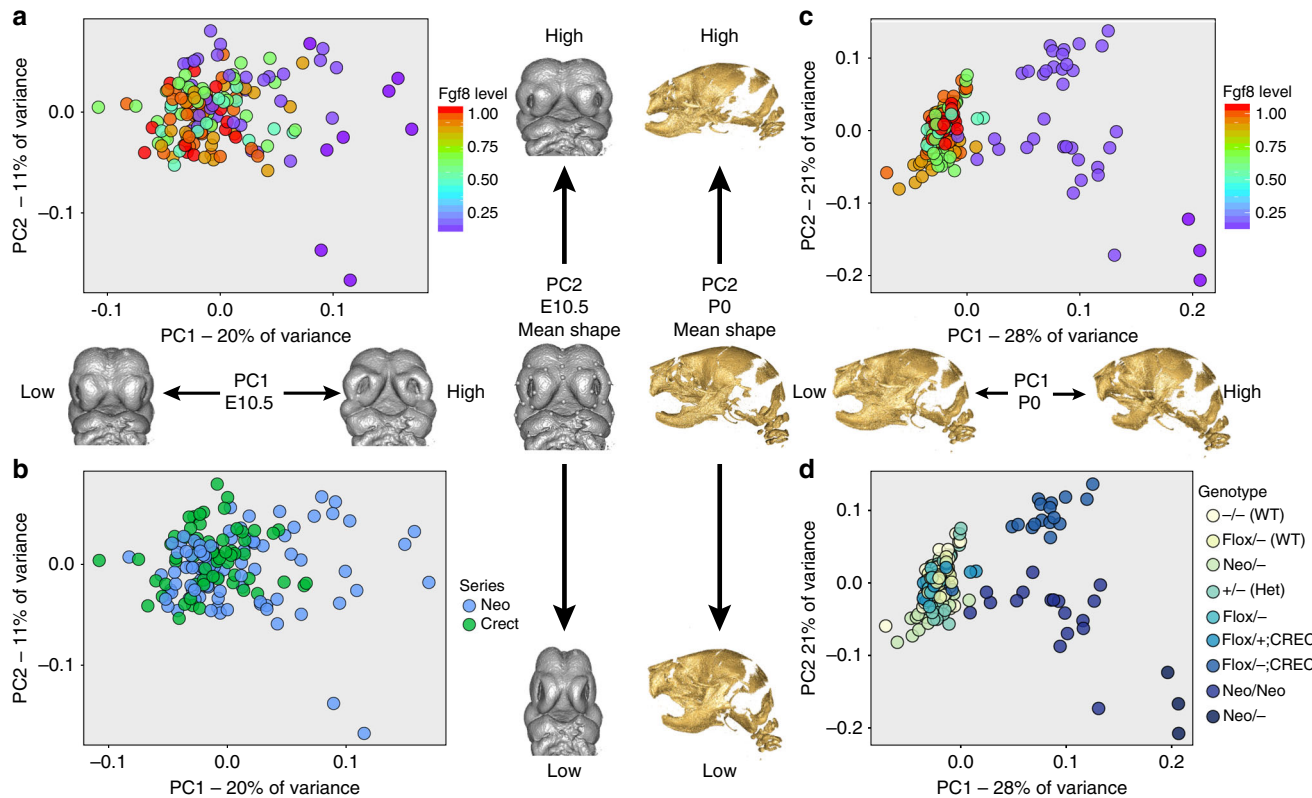 a
PC2 – 11% of variance
0.0
–0.1
-0.1
0.0
0.1
PC1 – 20% of variance
Fgf8 level
1.00
0.75
0.50
0.25
High
High
c
PC2 – 21% of variance
0.1
0.0
–0.1
–0.2
0.0
0.1
0.2
PC1 – 28% of variance
Fgf8 level
1.00
0.75
0.50
0.25
PC2
E10.5
Mean shape
PC2
P0
Mean shape
Low
PC1
E10.5
High
Low
PC1
P0
High
b
PC2 – 11% of variance
0.0
–0.1
–0.1
0.0
0.1
PC1 – 20% of variance
Series
Neo
Crect
Low
Low
d
PC2 21% of variance
0.1
0.0
–0.1
–0.2
0.0
0.1
0.2
PC1 – 28% of variance
Genotype
–/– (WT)
Flox/– (WT)
Neo/–
+/– (Het)
Flox/–
Flox/+;CREC
Flox/–;CREC
Neo/Neo
Neo/–